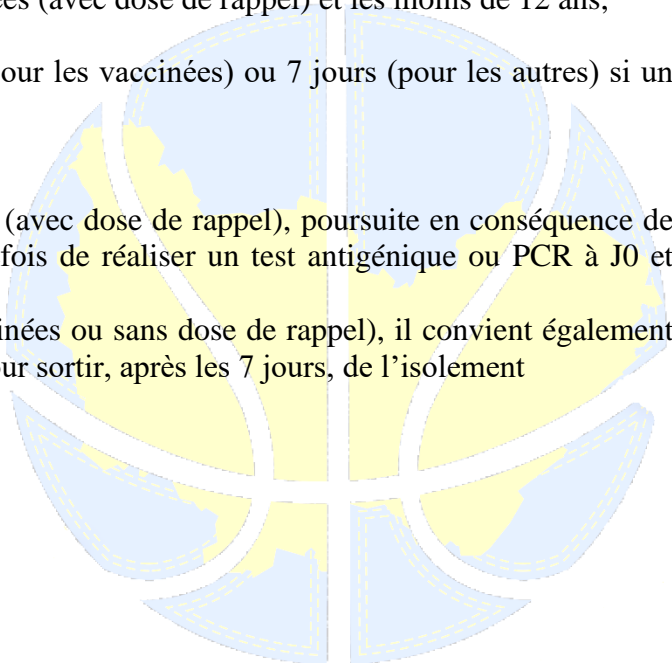 ées (avec dose de rappel) et les moins de 12 ans,
our les vaccinées) ou 7 jours (pour les autres) si un
(avec dose de rappel), poursuite en conséquence de
fois de réaliser un test antigénique ou PCR à J0 et
inées ou sans dose de rappel), il convient également
our sortir, après les 7 jours, de l’isolement